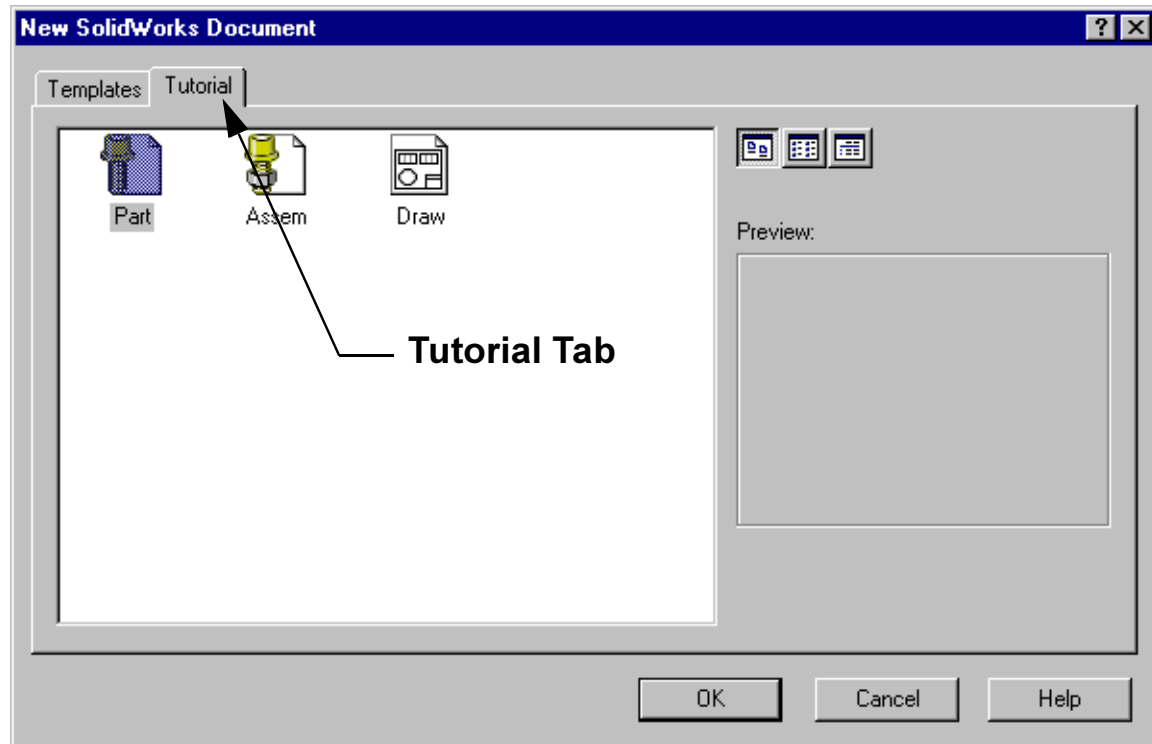 New SolidWorks Document
Templates Tutorial
Part Assem Draw
Preview:
Tutorial Tab
OK Cancel Help